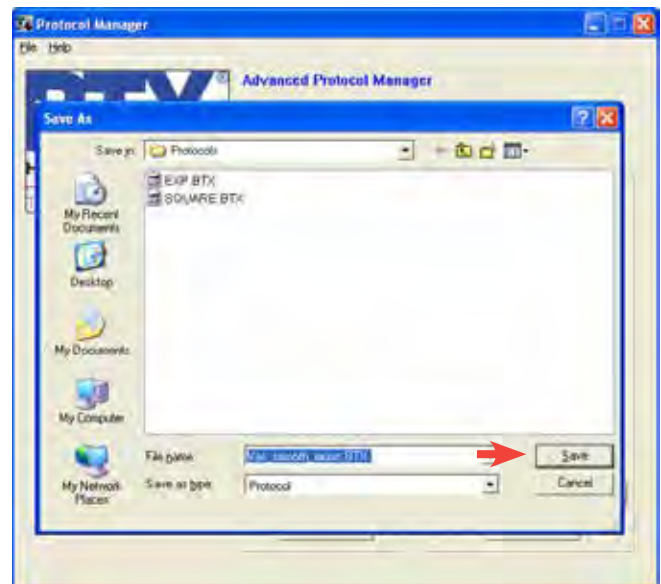 Protocol Manager
File Help
BTX®
Advanced Protocol Manager
Save As
Save in: Protocols
EXP.BTX
SQUARE.BTX
My Recent Documents
Desktop
My Documents
My Computer
My Network Places
File name:
Save
Save as type: Protocol
Cancel